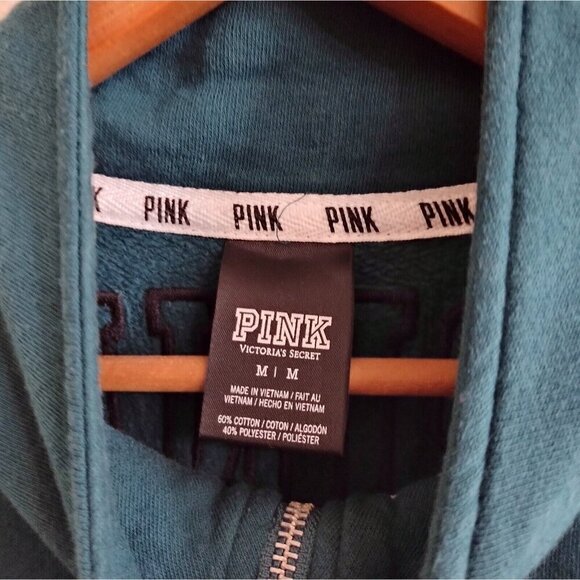 K PINK PINK PINK PINK
PINK
VICTORIA'S SECRET
M | M
MADE IN VIETNAM / FAIT AU
VIETNAM / HECHO EN VIETNAM
60% COTTON / COTON / ALGODÓN
40% POLYESTER / POLIÉSTER